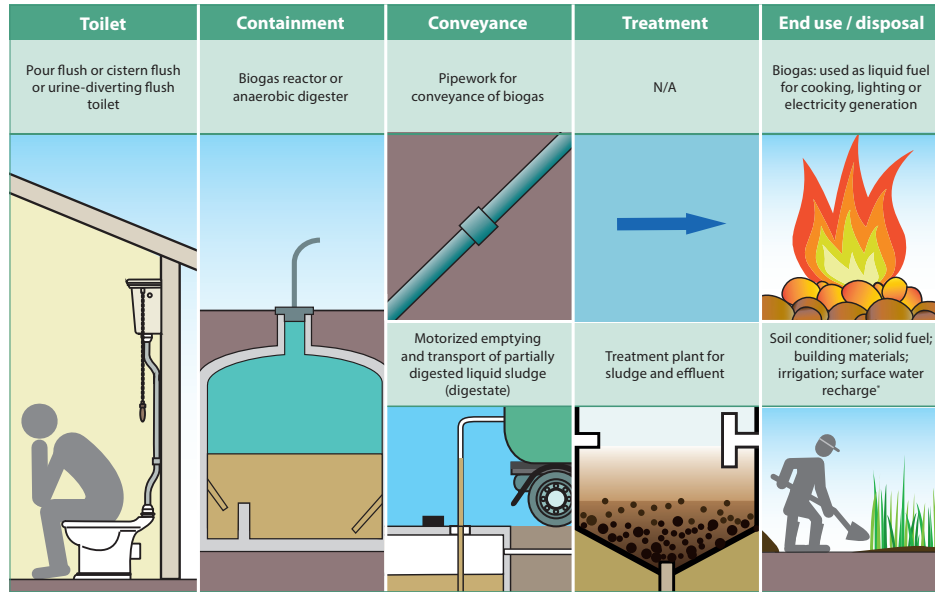 Toilet
Containment
Conveyance
Treatment
End use / disposal
Pour flush or cistern flush
or urine-diverting flush
toilet
Biogas reactor or
anaerobic digester
Pipework for
conveyance of biogas
N/A
Biogas: used as liquid fuel
for cooking, lighting or
electricity generation
Motorized emptying
and transport of partially
digested liquid sludge
(digestate)
Treatment plant for
sludge and effluent
Soil conditioner; solid fuel;
building materials;
irrigation; surface water
recharge*